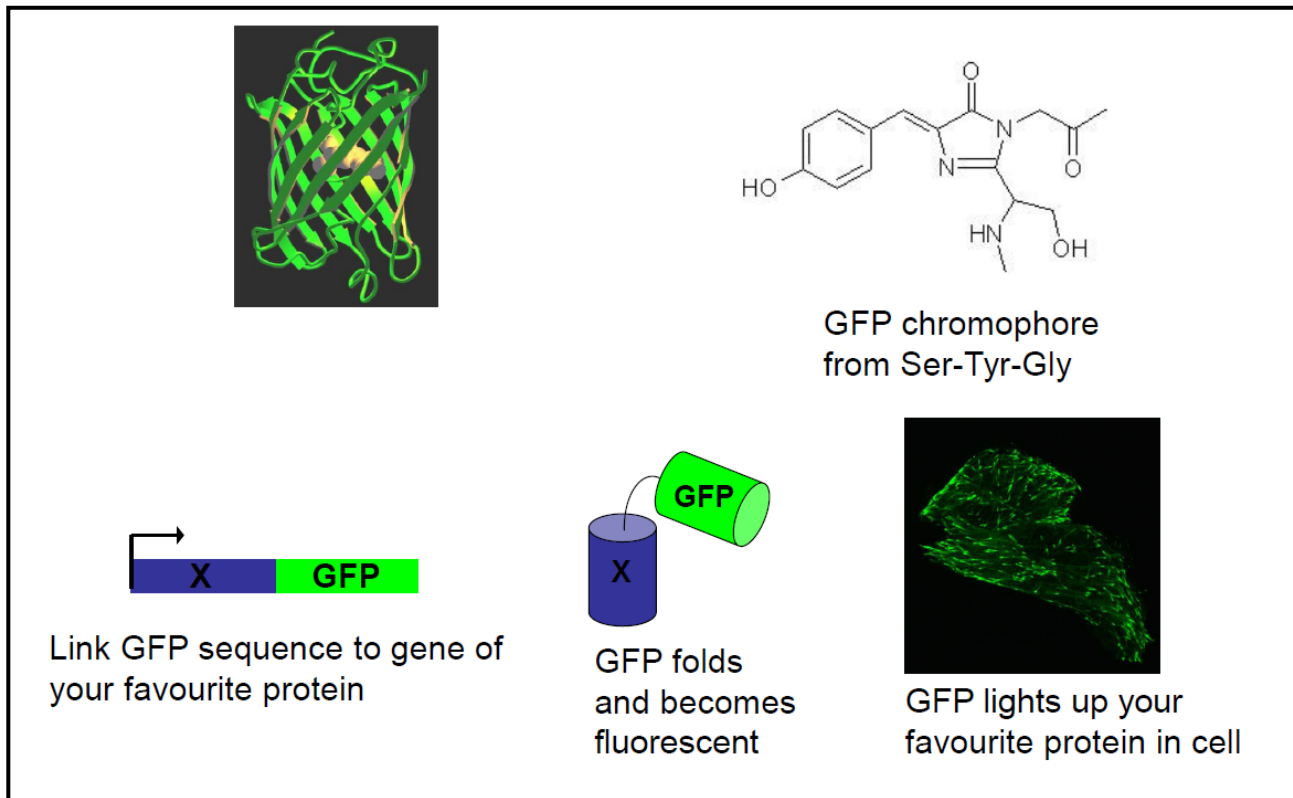 O
N
O
N
HO
HN
OH
GFP chromophore
from Ser-Tyr-Gly
GFP
X
X GFP
Link GFP sequence to gene of
your favourite protein
GFP folds
and becomes
fluorescent
GFP lights up your
favourite protein in cell